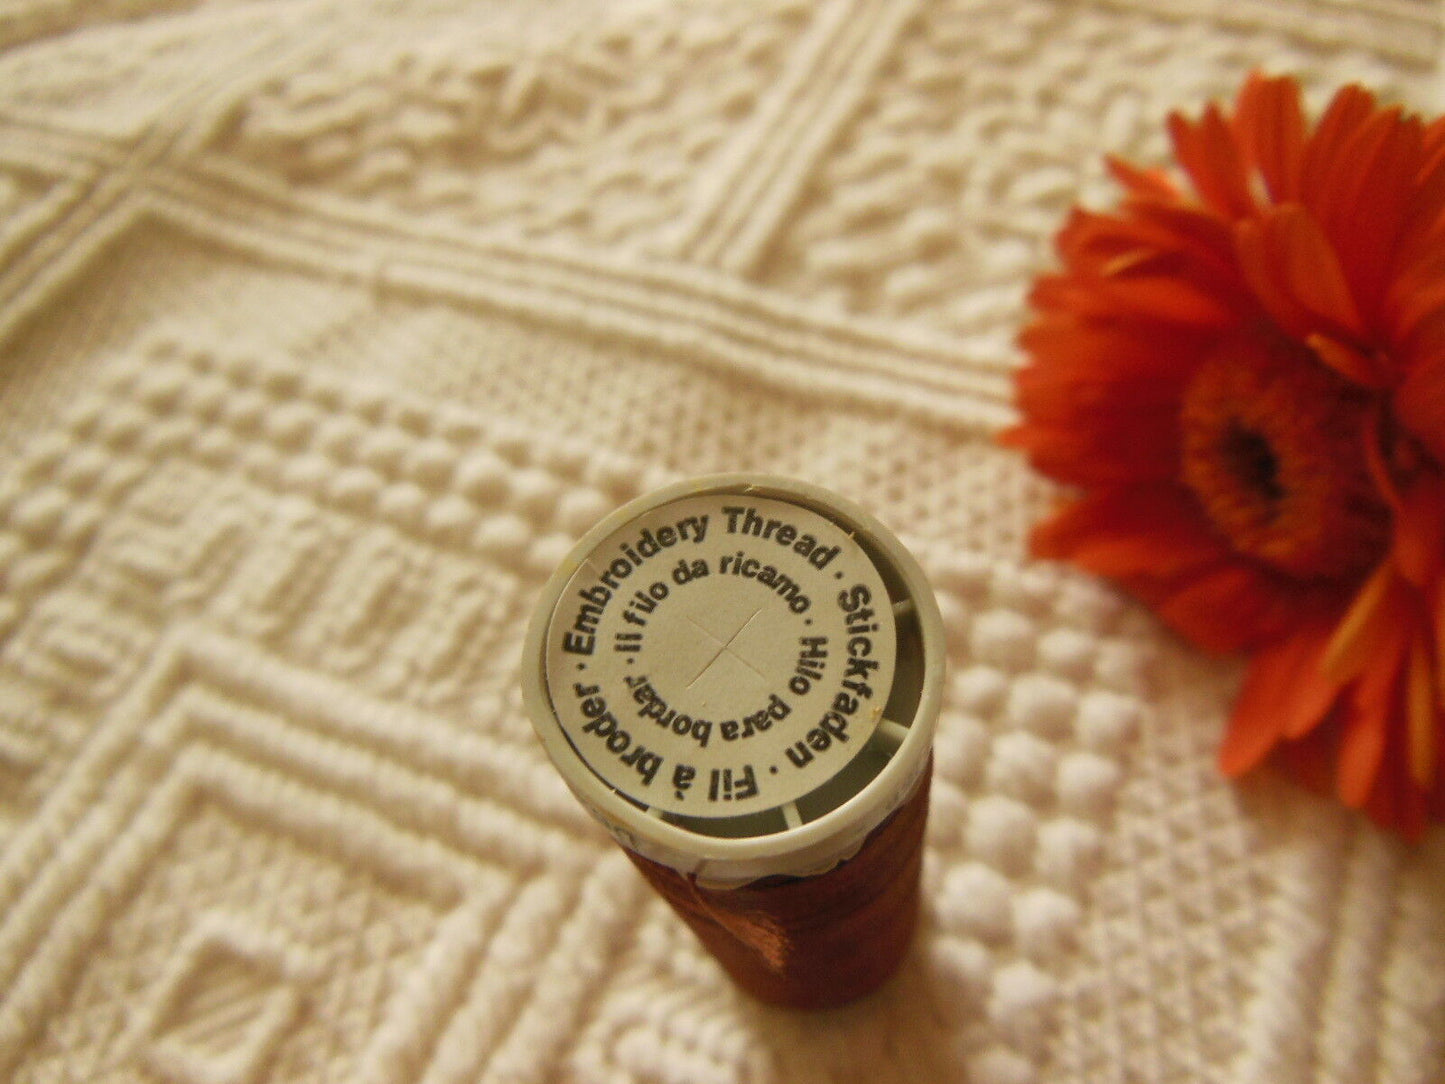 Embroidery Thread · Stickfaden · Fil à broder ·
Il filo da ricamo · Hilo para bordar ·